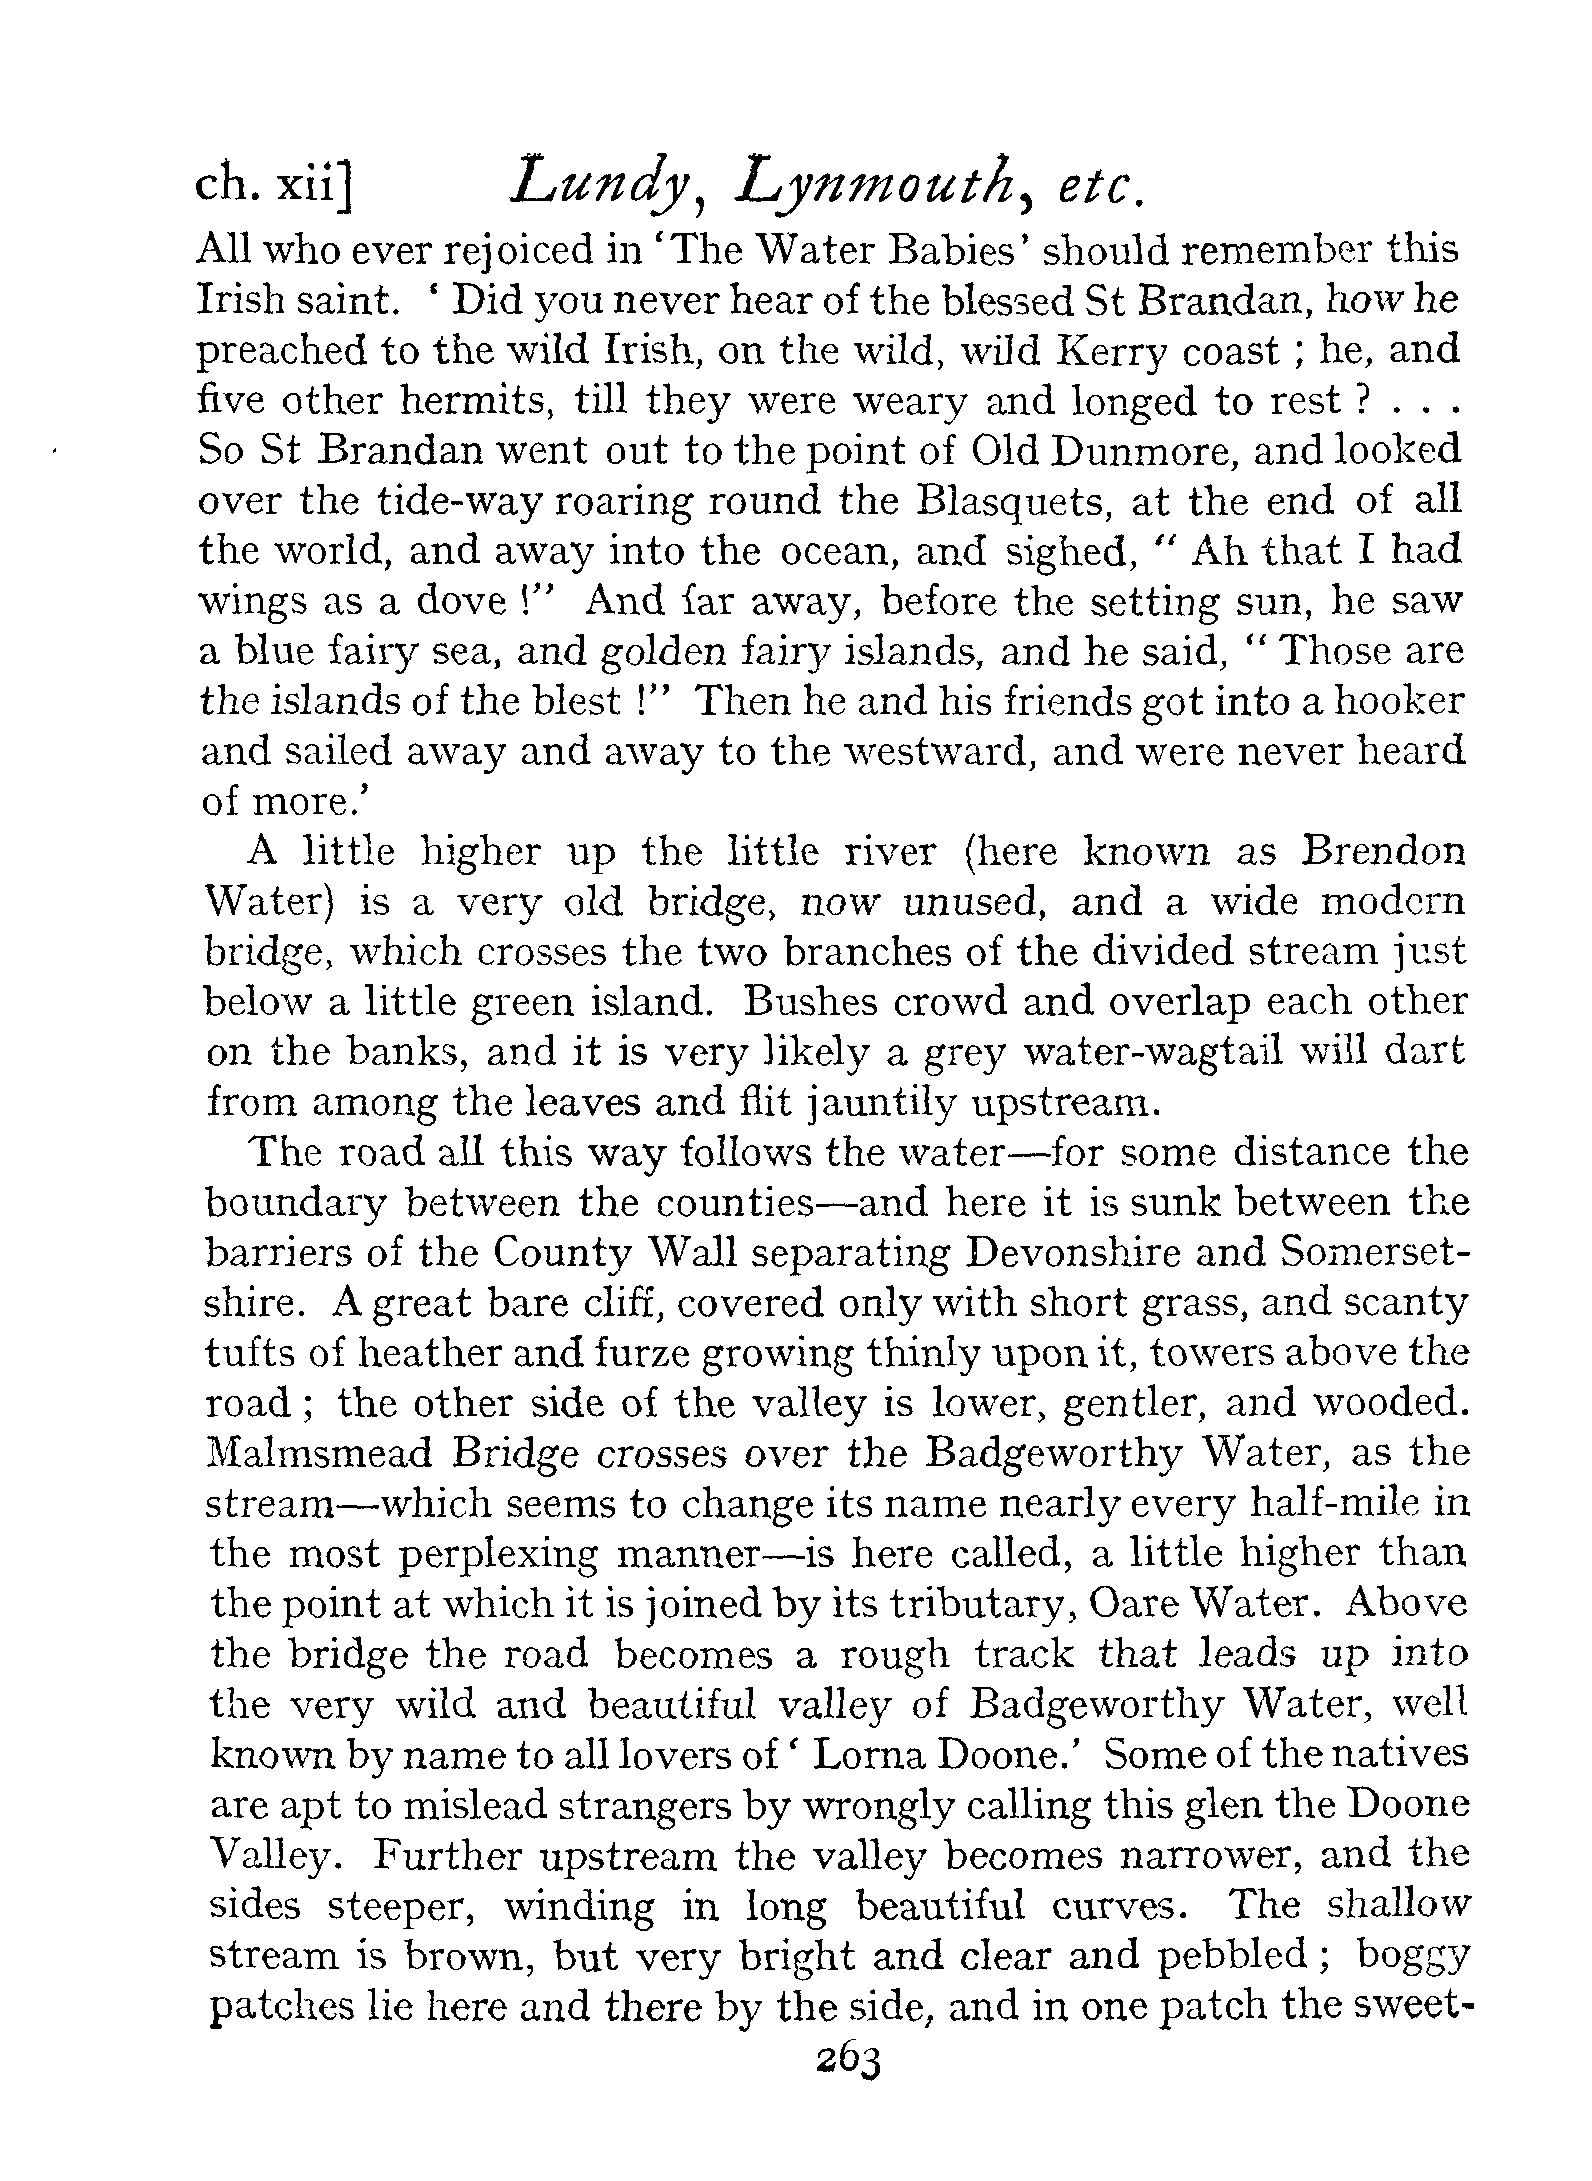 ch. xii] Lundy, Lynmouth, etc.
All who ever rejoiced in ‘The Water Babies’ should remember this
Irish saint. ‘ Did you never hear of the blessed St Brandan, how he
preached to the wild Irish, on the wild, wild Kerry coast ; he, and
five other hermits, till they were weary and longed to rest ? . . .
So St Brandan went out to the point of Old Dunmore, and looked
over the tide-way roaring round the Blasquets, at the end of all
the world, and away into the ocean, and sighed, “ Ah that I had
wings as a dove !” And far away, before the setting sun, he saw
a blue fairy sea, and golden fairy islands, and he said, “ Those are
the islands of the blest !” Then he and his friends got into a hooker
and sailed away and away to the westward, and were never heard
of more.’
A little higher up the little river (here known as Brendon
Water) is a very old bridge, now unused, and a wide modern
bridge, which crosses the two branches of the divided stream just
below a little green island. Bushes crowd and overlap each other
on the banks, and it is very likely a grey water-wagtail will dart
from among the leaves and flit jauntily upstream.
The road all this way follows the water—for some distance the
boundary between the counties—and here it is sunk between the
barriers of the County Wall separating Devonshire and Somerset-
shire. A great bare cliff, covered only with short grass, and scanty
tufts of heather and furze growing thinly upon it, towers above the
road ; the other side of the valley is lower, gentler, and wooded.
Malmsmead Bridge crosses over the Badgeworthy Water, as the
stream—which seems to change its name nearly every half-mile in
the most perplexing manner—is here called, a little higher than
the point at which it is joined by its tributary, Oare Water. Above
the bridge the road becomes a rough track that leads up into
the very wild and beautiful valley of Badgeworthy Water, well
known by name to all lovers of ‘ Lorna Doone.’ Some of the natives
are apt to mislead strangers by wrongly calling this glen the Doone
Valley. Further upstream the valley becomes narrower, and the
sides steeper, winding in long beautiful curves. The shallow
stream is brown, but very bright and clear and pebbled ; boggy
patches lie here and there by the side, and in one patch the sweet-
263